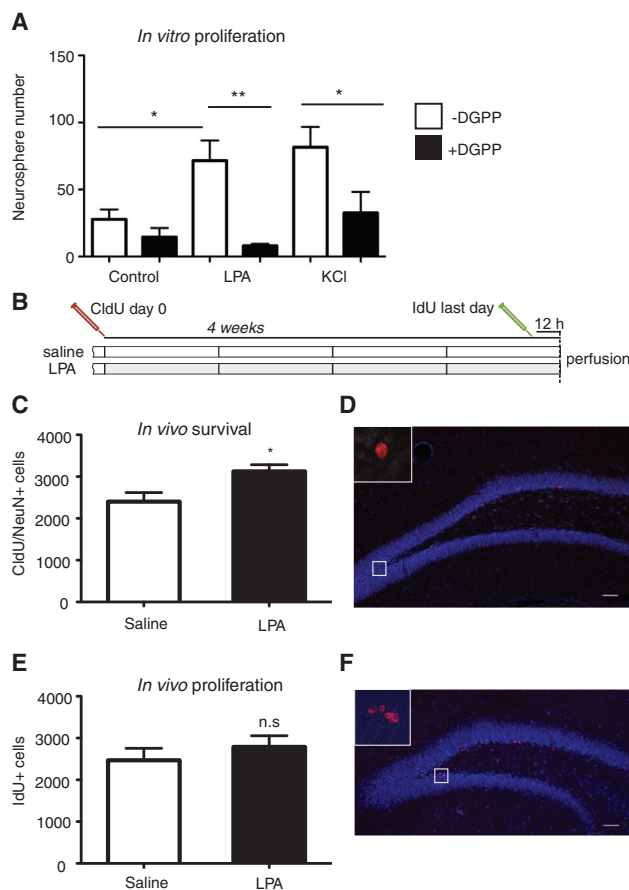 A
In vitro proliferation
Neurosphere number
150
100
50
0
*
**
*
-DGPP
+DGPP
Control
LPA
KCl
B
CldU day 0
4 weeks
IdU last day
12 h
saline
LPA
perfusion
C
In vivo survival
CldU/NeuN+ cells
4000
3000
2000
1000
0
*
Saline
LPA
D
E
In vivo proliferation
IdU+ cells
4000
3000
2000
1000
0
n.s
Saline
LPA
F